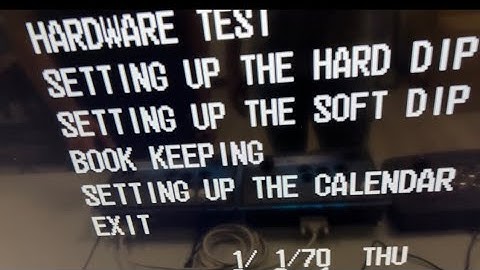 HARDWARE TEST
SETTING UP THE HARD DIP
SETTING UP THE SOFT DIP
BOOK KEEPING
SETTING UP THE CALENDAR
EXIT
1/ 1/70 THU